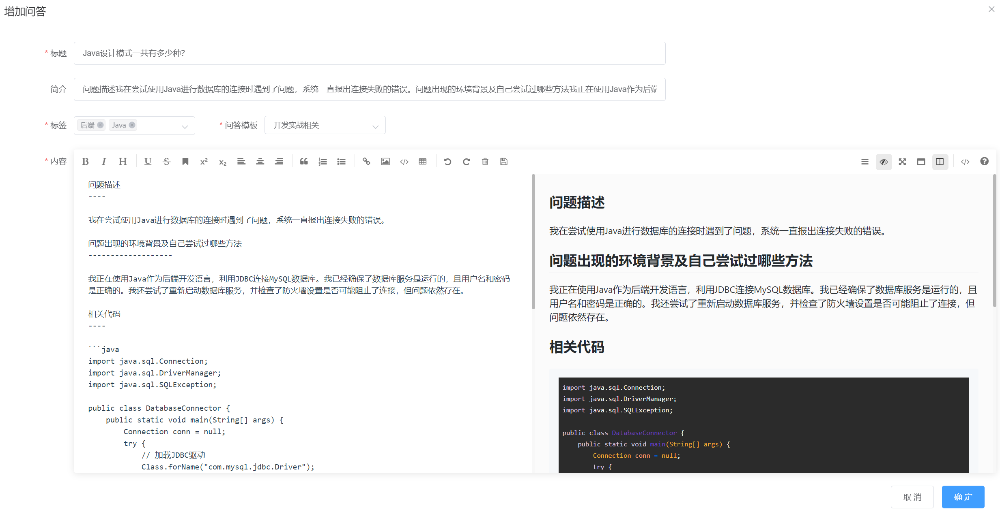 增加问答
* 标题 Java设计模式一共有多少种?
简介 问题描述我在尝试使用Java进行数据库的连接时遇到了问题，系统一直报出连接失败的错误。问题出现的环境背景及自己尝试过哪些方法我正在使用Java作为后端
* 标签 后端 Java * 问答模板 开发实战相关
* 内容
问题描述
----
我在尝试使用Java进行数据库的连接时遇到了问题，系统一直报出连接失败的错误。
问题出现的环境背景及自己尝试过哪些方法
-------------------
我正在使用Java作为后端开发语言，利用JDBC连接MySQL数据库。我已经确保了数据库服务是运行的，且用户名和密码
是正确的。我还尝试了重新启动数据库服务，并检查了防火墙设置是否可能阻止了连接，但问题依然存在。
相关代码
----
```java
import java.sql.Connection;
import java.sql.DriverManager;
import java.sql.SQLException;
public class DatabaseConnector {
    public static void main(String[] args) {
        Connection conn = null;
        try {
            // 加载JDBC驱动
            Class.forName("com.mysql.jdbc.Driver");
问题描述
我在尝试使用Java进行数据库的连接时遇到了问题，系统一直报出连接失败的错误。
问题出现的环境背景及自己尝试过哪些方法
我正在使用Java作为后端开发语言，利用JDBC连接MySQL数据库。我已经确保了数据库服务是运行的，且
用户名和密码是正确的。我还尝试了重新启动数据库服务，并检查了防火墙设置是否可能阻止了连接，但
问题依然存在。
相关代码
import java.sql.Connection;
import java.sql.DriverManager;
import java.sql.SQLException;
public class DatabaseConnector {
    public static void main(String[] args) {
        Connection conn = null;
        try {
取消 确定